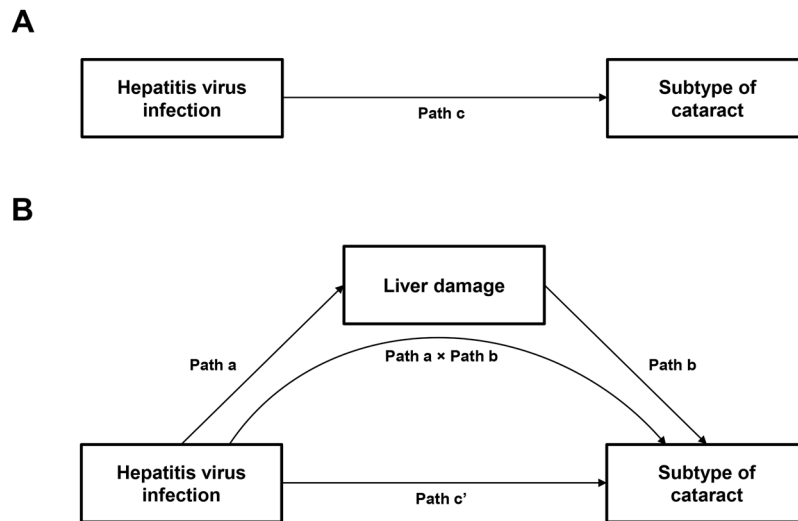 A
Hepatitis virus
infection
Path c
Subtype of
cataract
B
Liver damage
Path a
Path a × Path b
Path b
Hepatitis virus
infection
Path c’
Subtype of
cataract